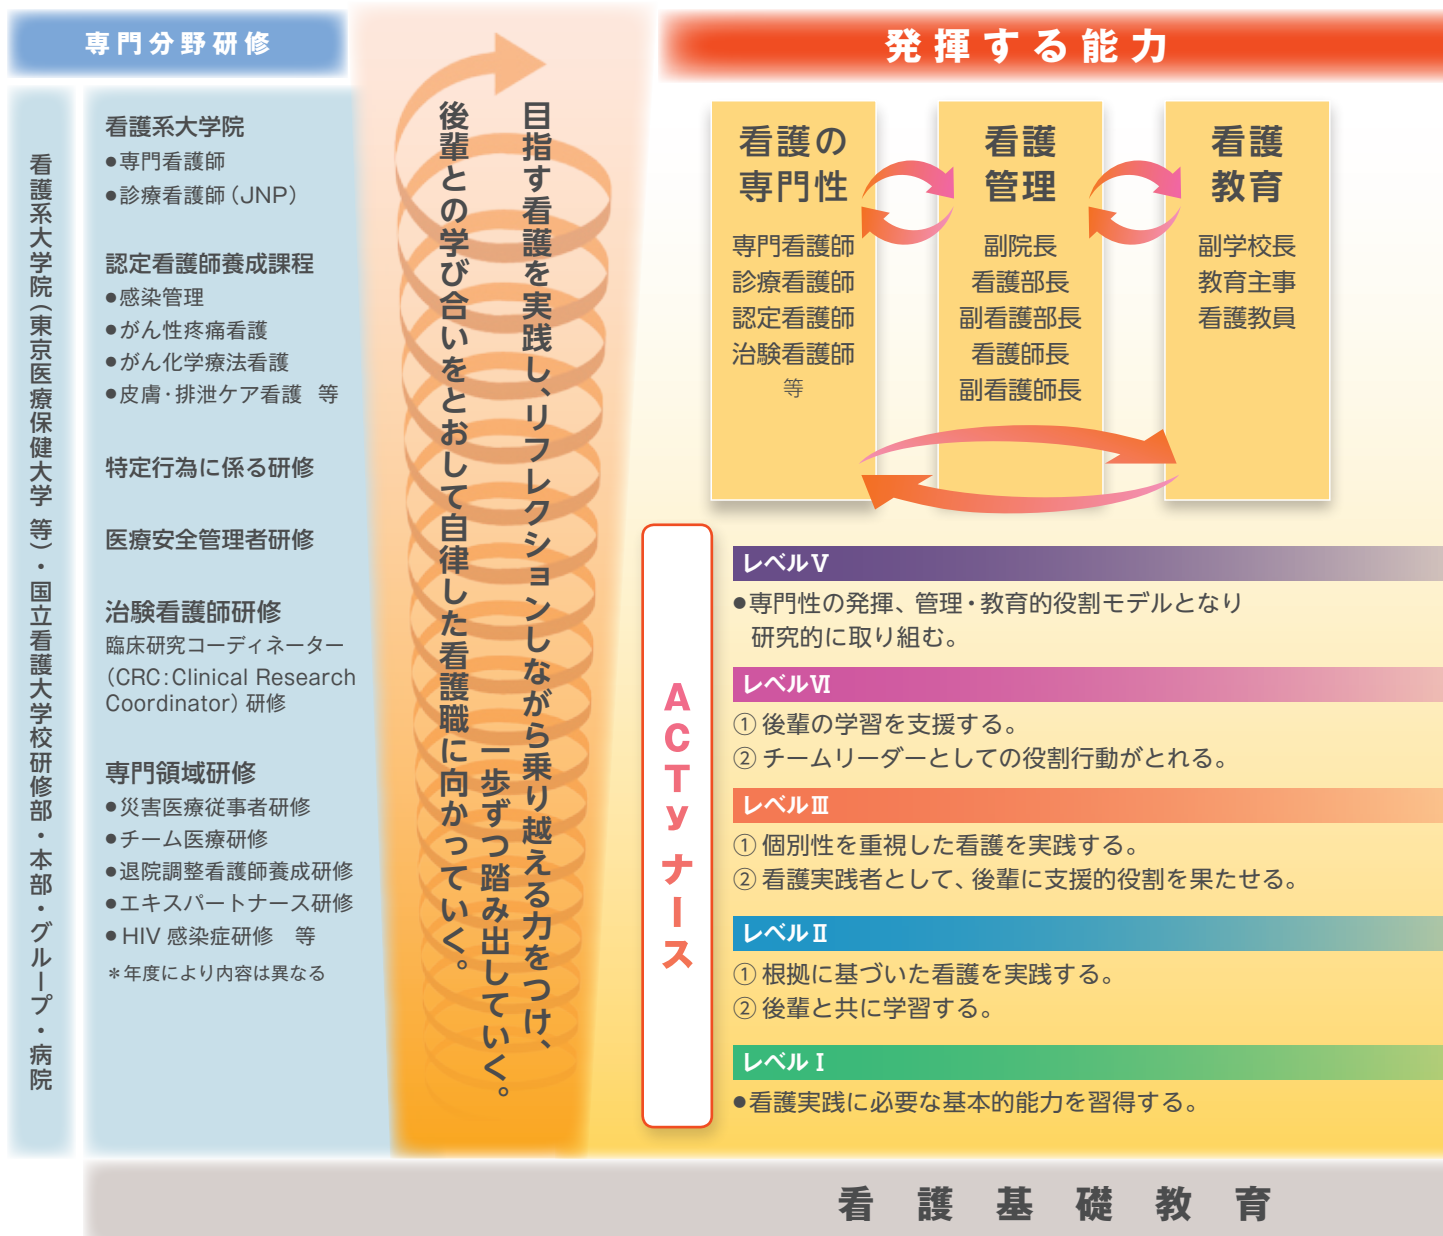 専門分野研修
発揮する能力
看護系大学院（東京医療保健大学 等）・国立看護大学校研修部・本部・グループ・病院
看護系大学院
●専門看護師
●診療看護師（JNP）
認定看護師養成課程
●感染管理
●がん性疼痛看護
●がん化学療法看護
●皮膚・排泄ケア看護 等
特定行為に係る研修
医療安全管理者研修
治験看護師研修
臨床研究コーディネーター
（CRC：Clinical Research
Coordinator）研修
専門領域研修
●災害医療従事者研修
●チーム医療研修
●退院調整看護師養成研修
●エキスパートナース研修
●HIV 感染症研修 等
＊年度により内容は異なる
目指す看護を実践し、リフレクションしながら乗り越える力をつけ、
一歩ずつ踏み出していく。
後輩との学び合いをとおして自律した看護職に向かっていく。
看護の
専門性
専門看護師
診療看護師
認定看護師
治験看護師
等
看護
管理
副院長
看護部長
副看護部長
看護師長
副看護師長
看護
教育
副学校長
教育主事
看護教員
ACTyナース
レベルⅤ
●専門性の発揮、管理・教育的役割モデルとなり
研究的に取り組む。
レベルⅥ
① 後輩の学習を支援する。
② チームリーダーとしての役割行動がとれる。
レベルⅢ
① 個別性を重視した看護を実践する。
② 看護実践者として、後輩に支援的役割を果たせる。
レベルⅡ
① 根拠に基づいた看護を実践する。
② 後輩と共に学習する。
レベルⅠ
●看護実践に必要な基本的能力を習得する。
看護基礎教育